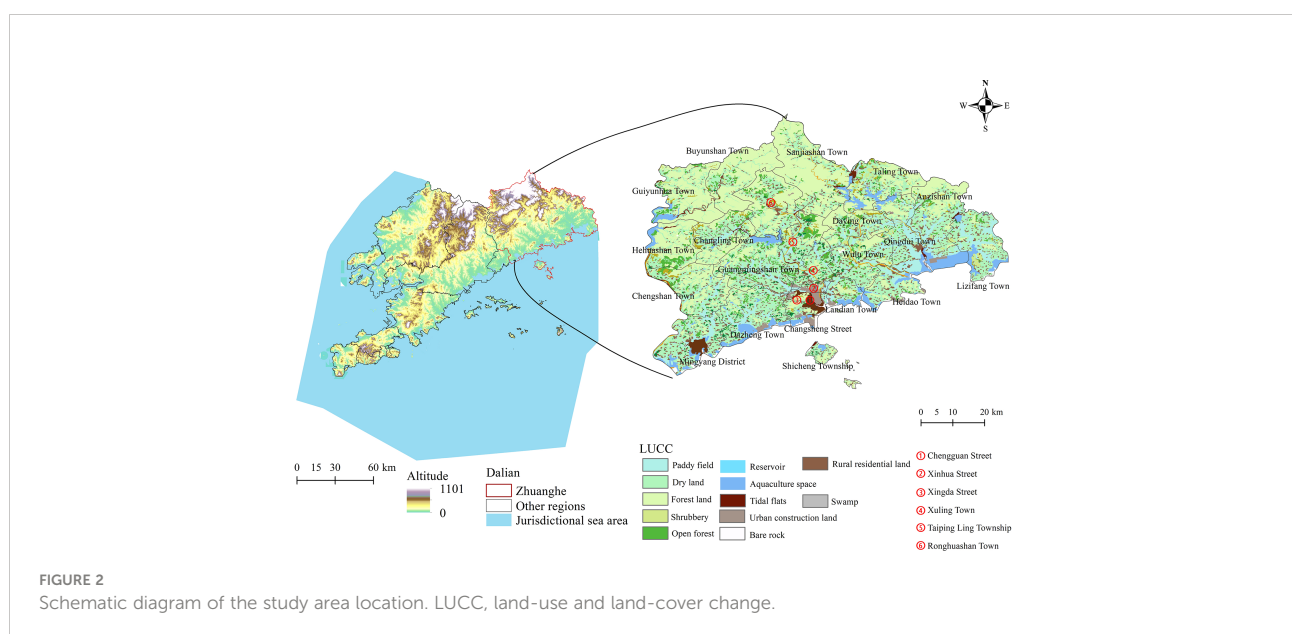 N
W E
S
Buyunshan Town
Sanjiashan Town
Taling Town
Guiyunhua Town
Anzishan Town
Daying Town
Changling Town
Qingdui Town
Hehuashan Town
Wulu Town
Guangmingshan Town
Lizifang Town
Chengshan Town
Heidao Town
Landian Town
Changsheng Street
Dazheng Town
Mingyang District
Shicheng Township
0 5 10 20 km
0 15 30 60 km
Altitude
1101
0
Dalian
Zhuanghe
Other regions
Jurisdictional sea area
LUCC
Paddy field
Dry land
Forest land
Shrubbery
Open forest
Reservoir
Aquaculture space
Tidal flats
Urban construction land
Bare rock
Rural residential land
Swamp
① Chengguan Street
② Xinhua Street
③ Xingda Street
④ Xuling Town
⑤ Taiping Ling Township
⑥ Ronghuashan Town
FIGURE 2
Schematic diagram of the study area location. LUCC, land-use and land-cover change.